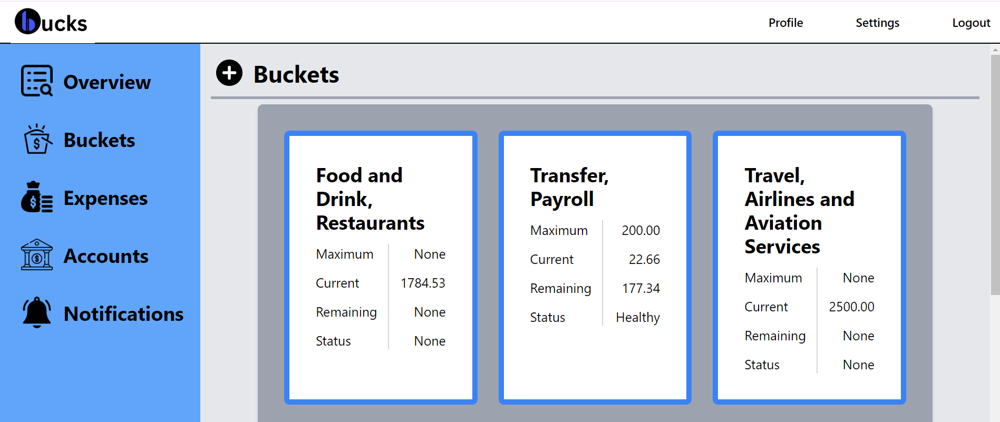 bucks
Profile
Settings
Logout
Overview
Buckets
Expenses
Accounts
Notifications
Buckets
Food and
Drink,
Restaurants
Maximum None
Current 1784.53
Remaining None
Status None
Transfer,
Payroll
Maximum 200.00
Current 22.66
Remaining 177.34
Status Healthy
Travel,
Airlines and
Aviation
Services
Maximum None
Current 2500.00
Remaining None
Status None